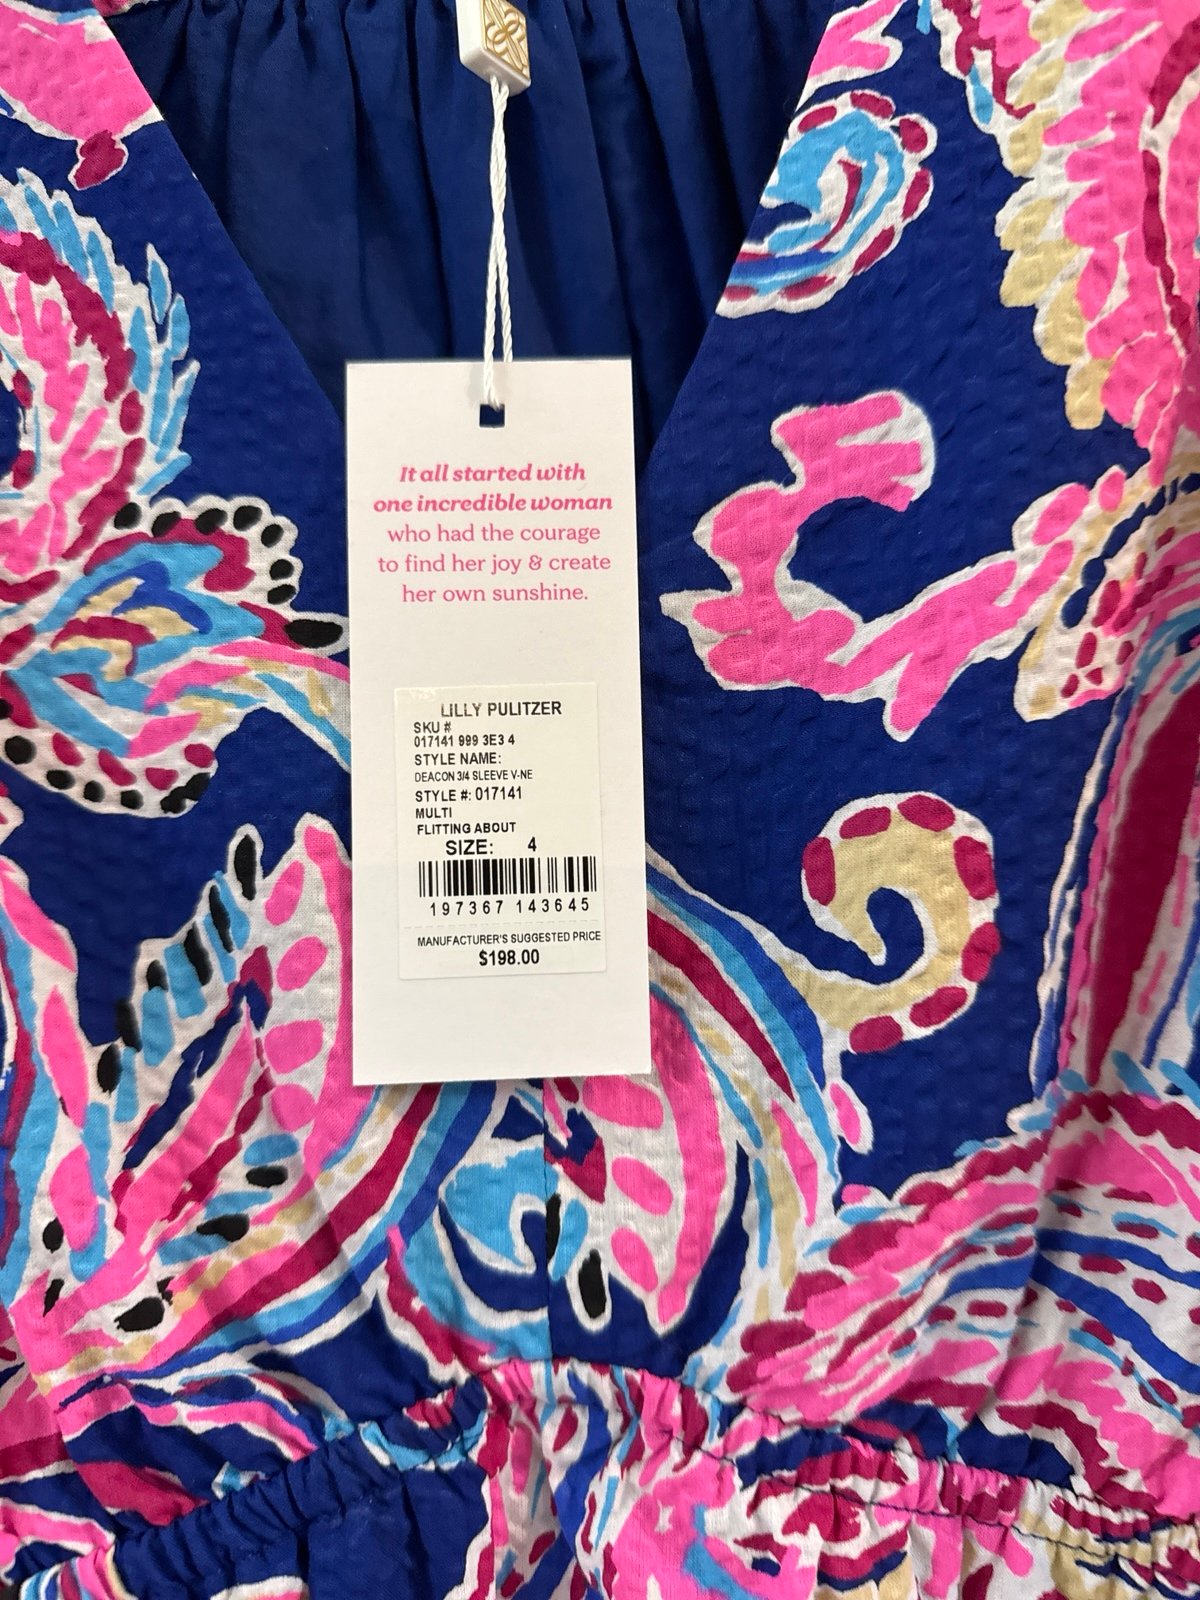 It all started with
one incredible woman
who had the courage
to find her joy & create
her own sunshine.
LILLY PULITZER
SKU #
017141 999 3E3 4
STYLE NAME:
DEACON 3/4 SLEEVE V-NE
STYLE #: 017141
MULTI
FLITTING ABOUT
SIZE: 4
197367 143645
MANUFACTURER'S SUGGESTED PRICE
$198.00